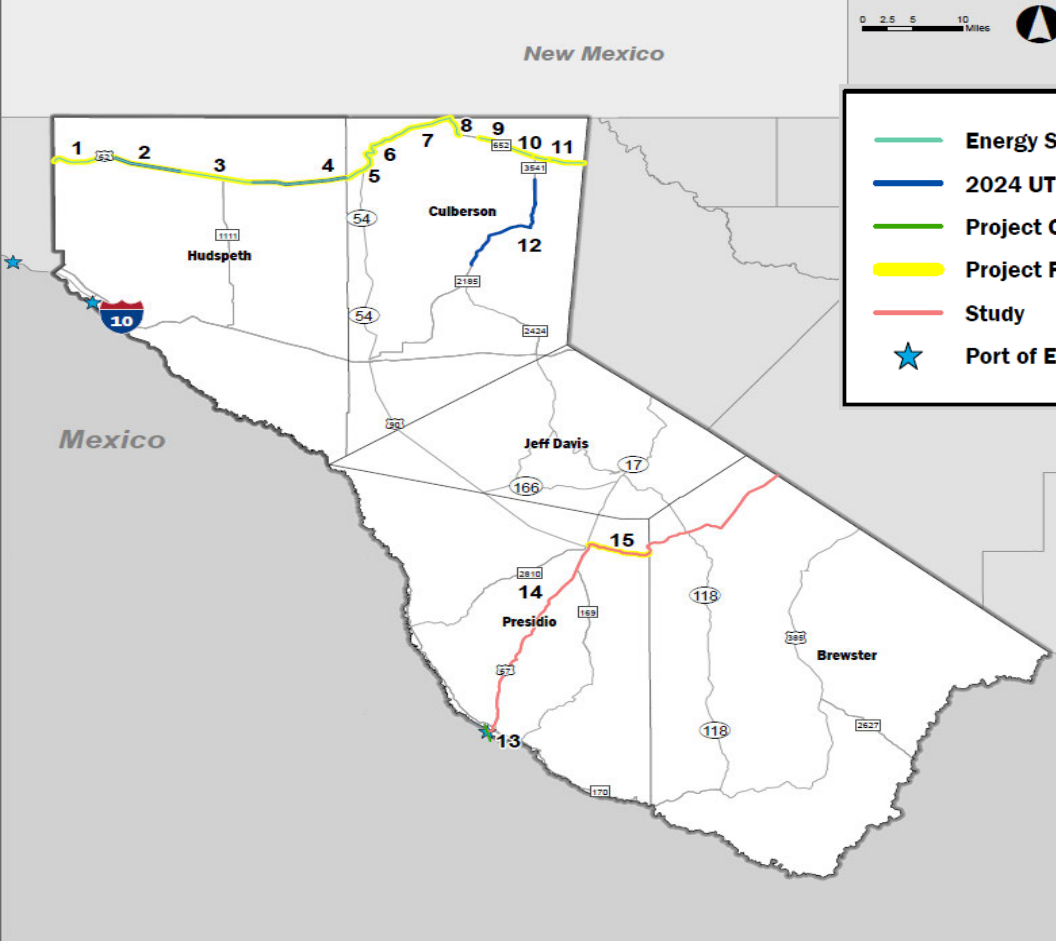 0 2.5 5 10
Miles
New Mexico
Energy S
2024 UT
Project C
Project F
Study
Port of E
1
62
2
3
4
5
6
7
8
9
652
10
11
3541
54
Culberson
12
1111
Hudspeth
2185
54
10
2424
Mexico
90
Jeff Davis
17
166
15
2810
14
118
169
Presidio
385
Brewster
67
118
2627
13
170